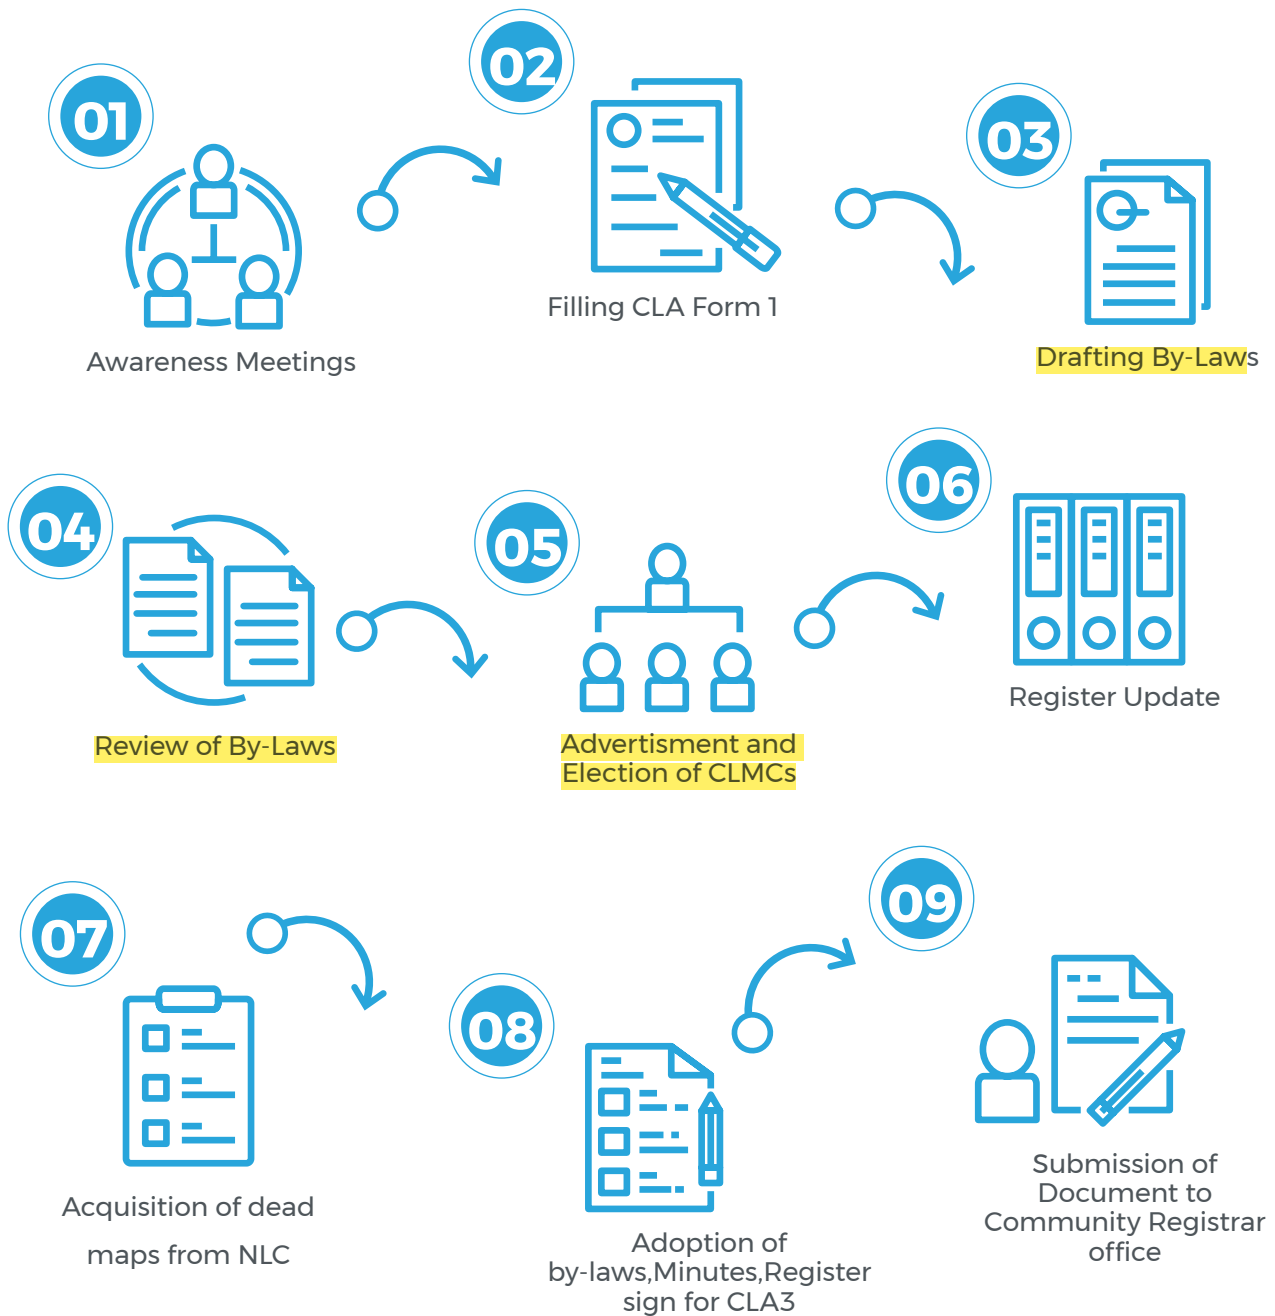 01
Awareness Meetings
02
Filling CLA Form 1
03
Drafting By-Laws
04
Review of By-Laws
05
Advertisment and
Election of CLMCs
06
Register Update
07
Acquisition of dead
maps from NLC
08
Adoption of
by-laws,Minutes,Register
sign for CLA3
09
Submission of
Document to
Community Registrar
office